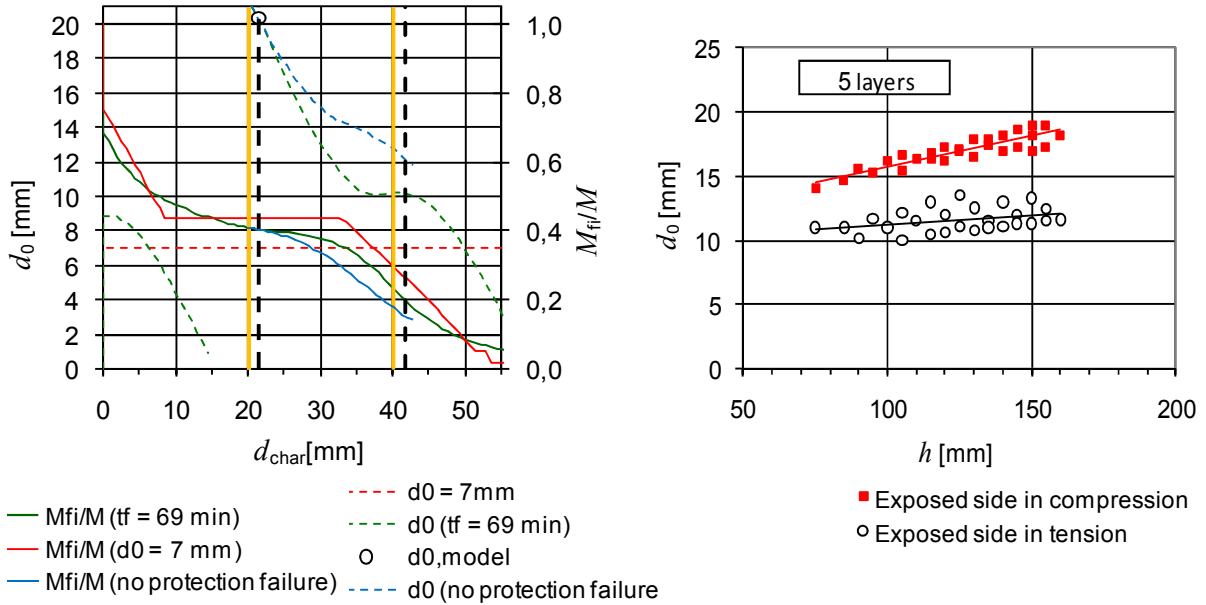 20
18
16
14
12
10
8
6
4
2
0
d0 [mm]
1,0
0,8
0,6
0,4
0,2
0,0
Mfi/M
0 10 20 30 40 50
dchar[mm]
Mfi/M (tf = 69 min)
Mfi/M (d0 = 7 mm)
Mfi/M (no protection failure)
d0 = 7mm
d0 (tf = 69 min)
d0,model
d0 (no protection failure
5 layers
25
20
15
10
5
0
d0 [mm]
50 100 150 200
h [mm]
Exposed side in compression
Exposed side in tension